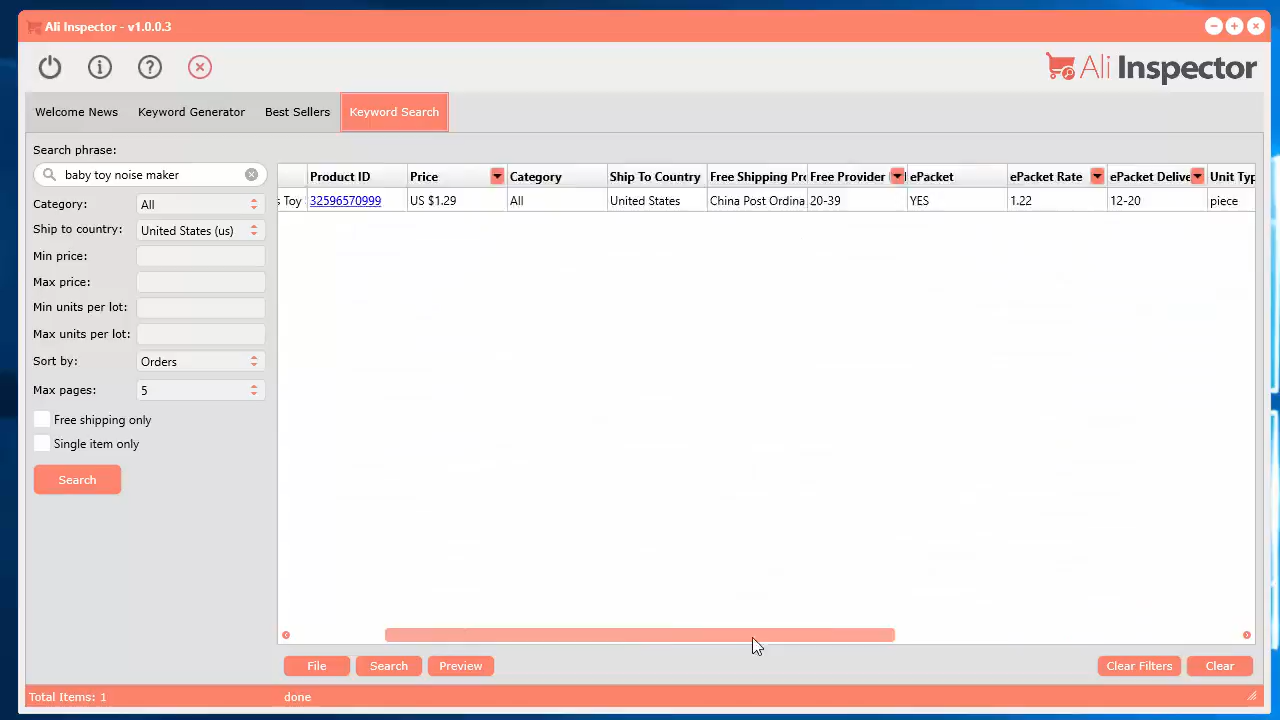 Ali Inspector - v1.0.0.3
Ali Inspector
Welcome News
Keyword Generator
Best Sellers
Keyword Search
Search phrase:
baby toy noise maker
Category:
All
Ship to country:
United States (us)
Min price:
Max price:
Min units per lot:
Max units per lot:
Sort by:
Orders
Max pages:
5
Free shipping only
Single item only
Search
Product ID Price Category Ship To Country Free Shipping Pro Free Provider ePacket ePacket Rate ePacket Delive Unit Typ
s Toy 32596570999 US $1.29 All United States China Post Ordina 20-39 YES 1.22 12-20 piece
File
Search
Preview
Clear Filters
Clear
Total Items: 1
done